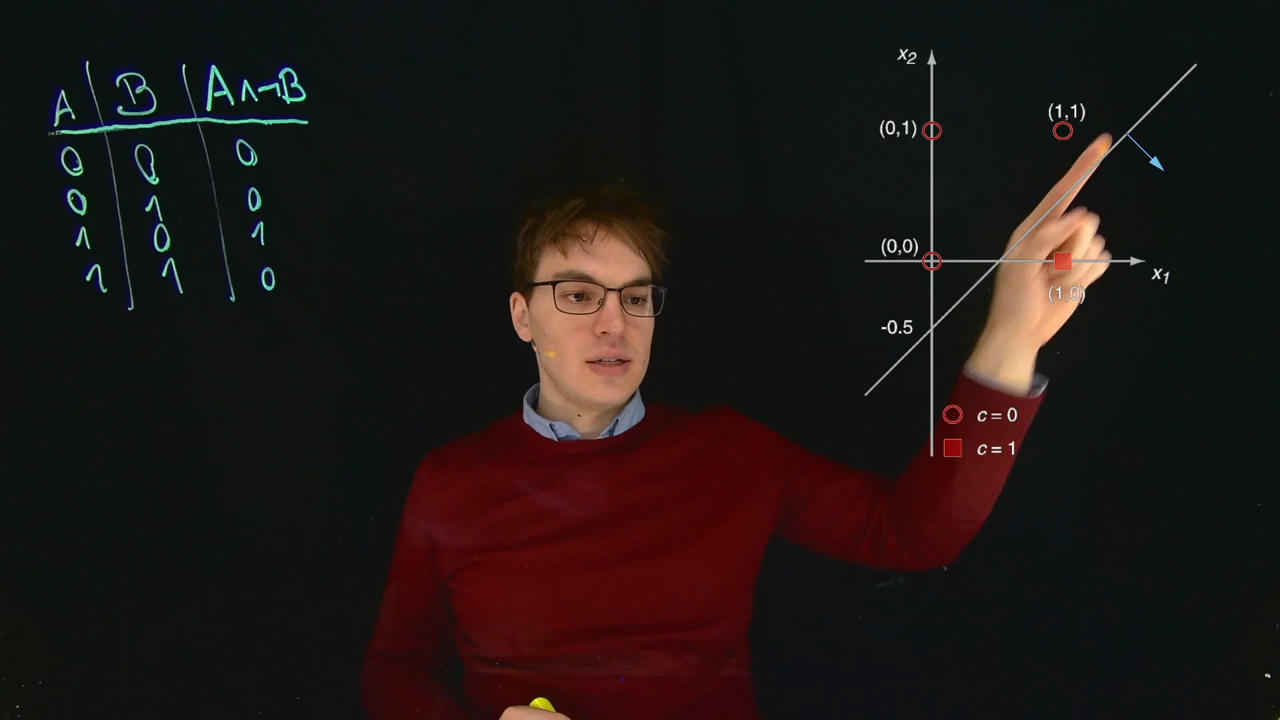 A B A∧¬B
0 0 0
0 1 0
1 0 1
1 1 0
x2
(0,1)
(1,1)
(0,0)
x1
(1,0)
-0.5
c = 0
c = 1